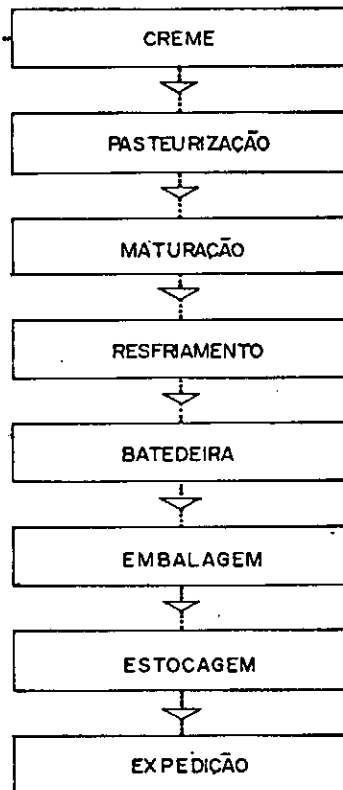 CREME
PASTEURIZAÇÃO
MATURAÇÃO
RESFRIAMENTO
BATEDEIRA
EMBALAGEM
ESTOCAGEM
EXPEDIÇÃO